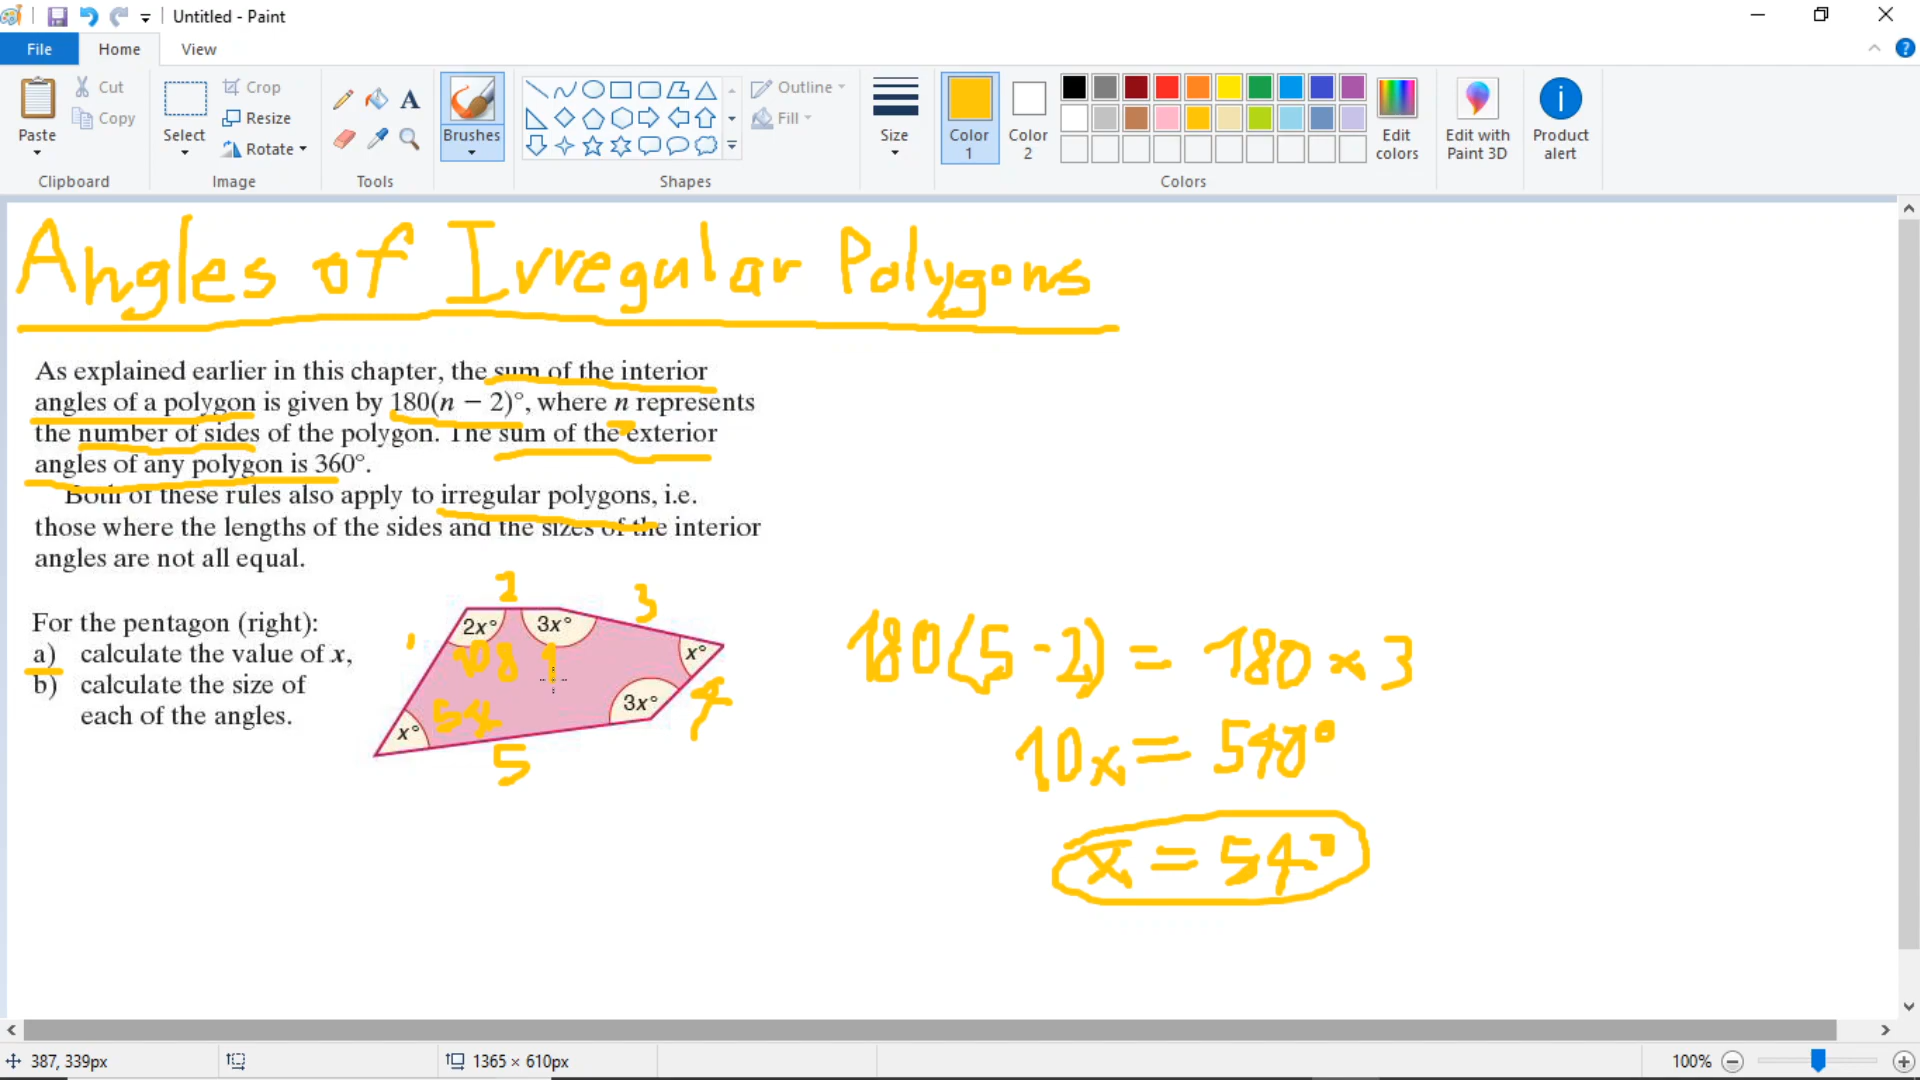 Untitled - Paint
File Home View
Paste
Cut
Copy
Clipboard
Select
Crop
Resize
Rotate
Image
Tools
Brushes
Outline
Fill
Shapes
Size
Color 1
Color 2
Edit colors
Colors
Edit with Paint 3D
Product alert
Angles of Irregular Polygons
As explained earlier in this chapter, the sum of the interior
angles of a polygon is given by 180(n − 2)°, where n represents
the number of sides of the polygon. The sum of the exterior
angles of any polygon is 360°.
Both of these rules also apply to irregular polygons, i.e.
those where the lengths of the sides and the sizes of the interior
angles are not all equal.
For the pentagon (right):
a) calculate the value of x,
b) calculate the size of
each of the angles.
2
3
2x° 3x°
1
108 1
x°
54
3x°
4
x°
5
180(5-2) = 180 x 3
10x = 540°
x = 54°
387, 339px
1365 × 610px
100%